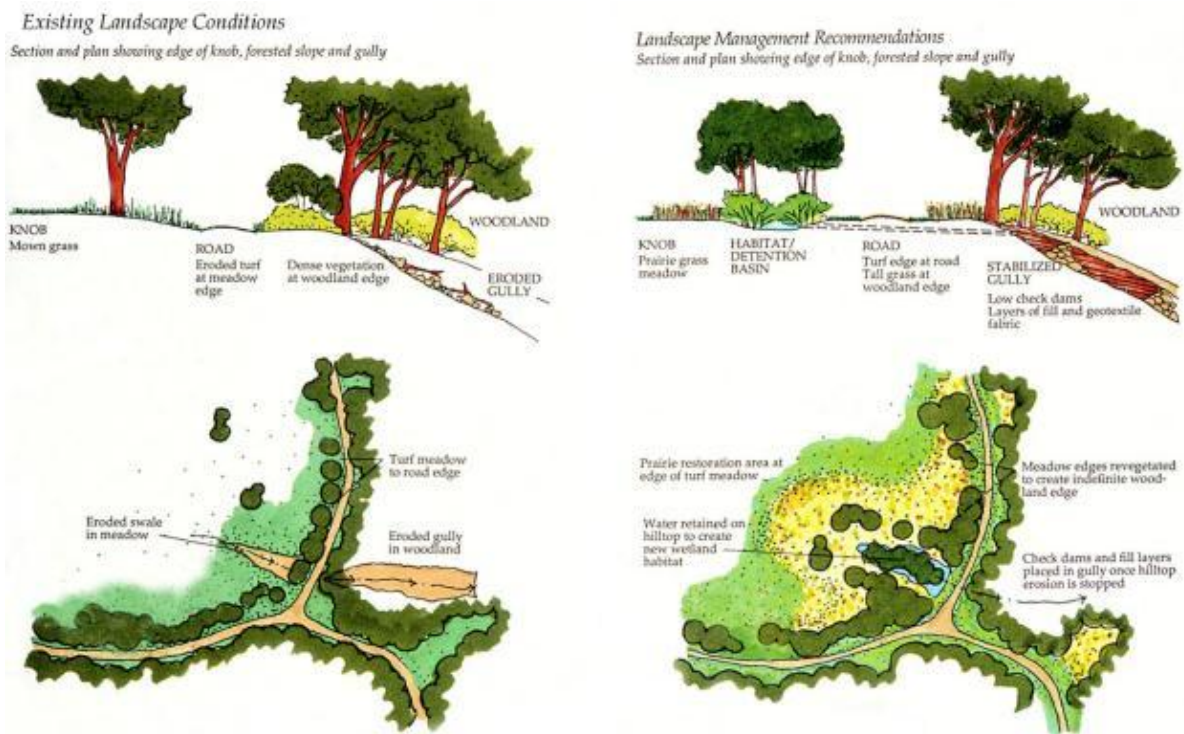 Existing Landscape Conditions
Section and plan showing edge of knob, forested slope and gully
KNOB
Mown grass
ROAD
Eroded turf
at meadow
edge
Dense vegetation
at woodland edge
WOODLAND
ERODED
GULLY
Turf meadow
to road edge
Eroded swale
in meadow
Eroded gully
in woodland
Landscape Management Recommendations
Section and plan showing edge of knob, forested slope and gully
KNOB
Prairie grass
meadow
HABITAT/
DETENTION
BASIN
ROAD
Turf edge at road
Tall grass at
woodland edge
WOODLAND
STABILIZED
GULLY
Low check dams
Layers of fill and geotextile
fabric
Prairie restoration area at
edge of turf meadow
Water retained on
hilltop to create
new wetland
habitat
Meadow edges revegetated
to create indefinite wood-
land edge
Check dams and fill layers
placed in gully once hilltop
erosion is stopped